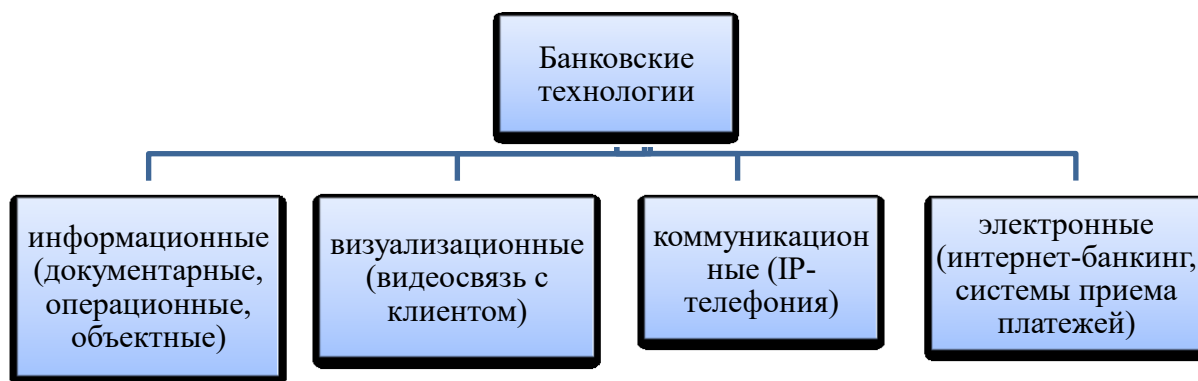 Банковские
технологии
информационные
(документарные,
операционные,
объектные)
визуализационные
(видеосвязь с
клиентом)
коммуникацион
ные (IP-
телефония)
электронные
(интернет-банкинг,
системы приема
платежей)